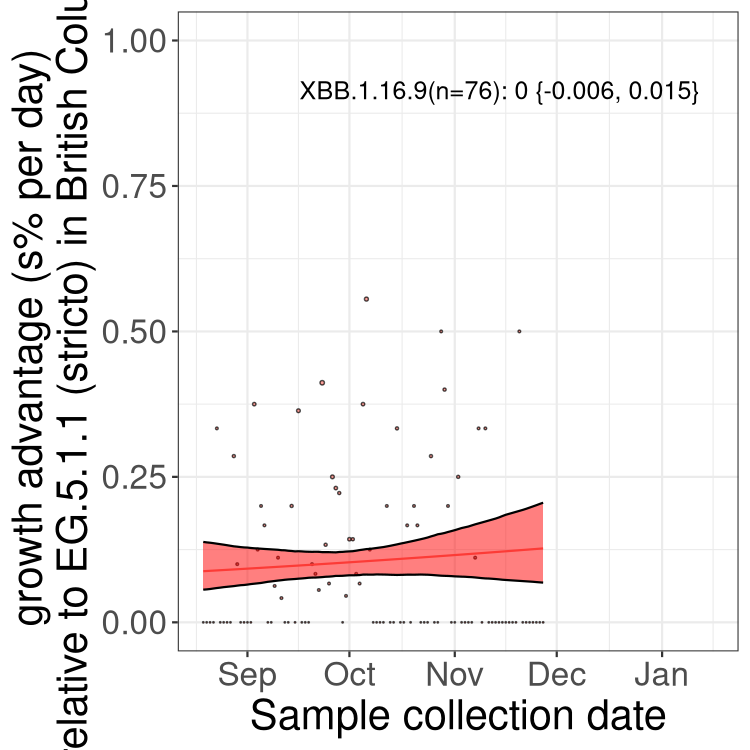 growth advantage (s% per day)
relative to EG.5.1.1 (stricto) in British Colu
1.00
0.75
0.50
0.25
0.00
XBB.1.16.9(n=76): 0 {-0.006, 0.015}
Sep Oct Nov Dec Jan
Sample collection date